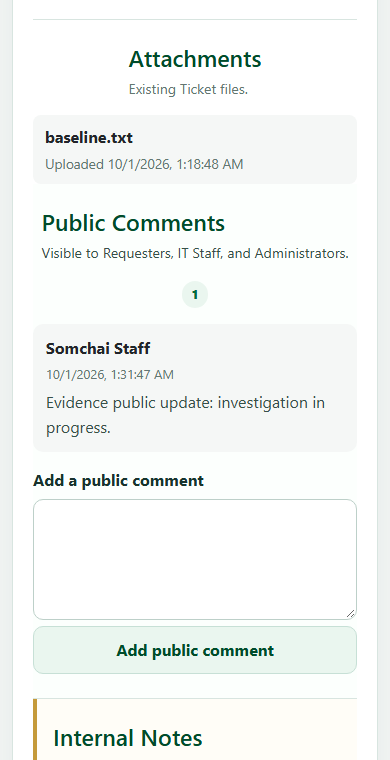 Attachments
Existing Ticket files.
baseline.txt
Uploaded 10/1/2026, 1:18:48 AM
Public Comments
Visible to Requesters, IT Staff, and Administrators.
1
Somchai Staff
10/1/2026, 1:31:47 AM
Evidence public update: investigation in
progress.
Add a public comment
Add public comment
Internal Notes